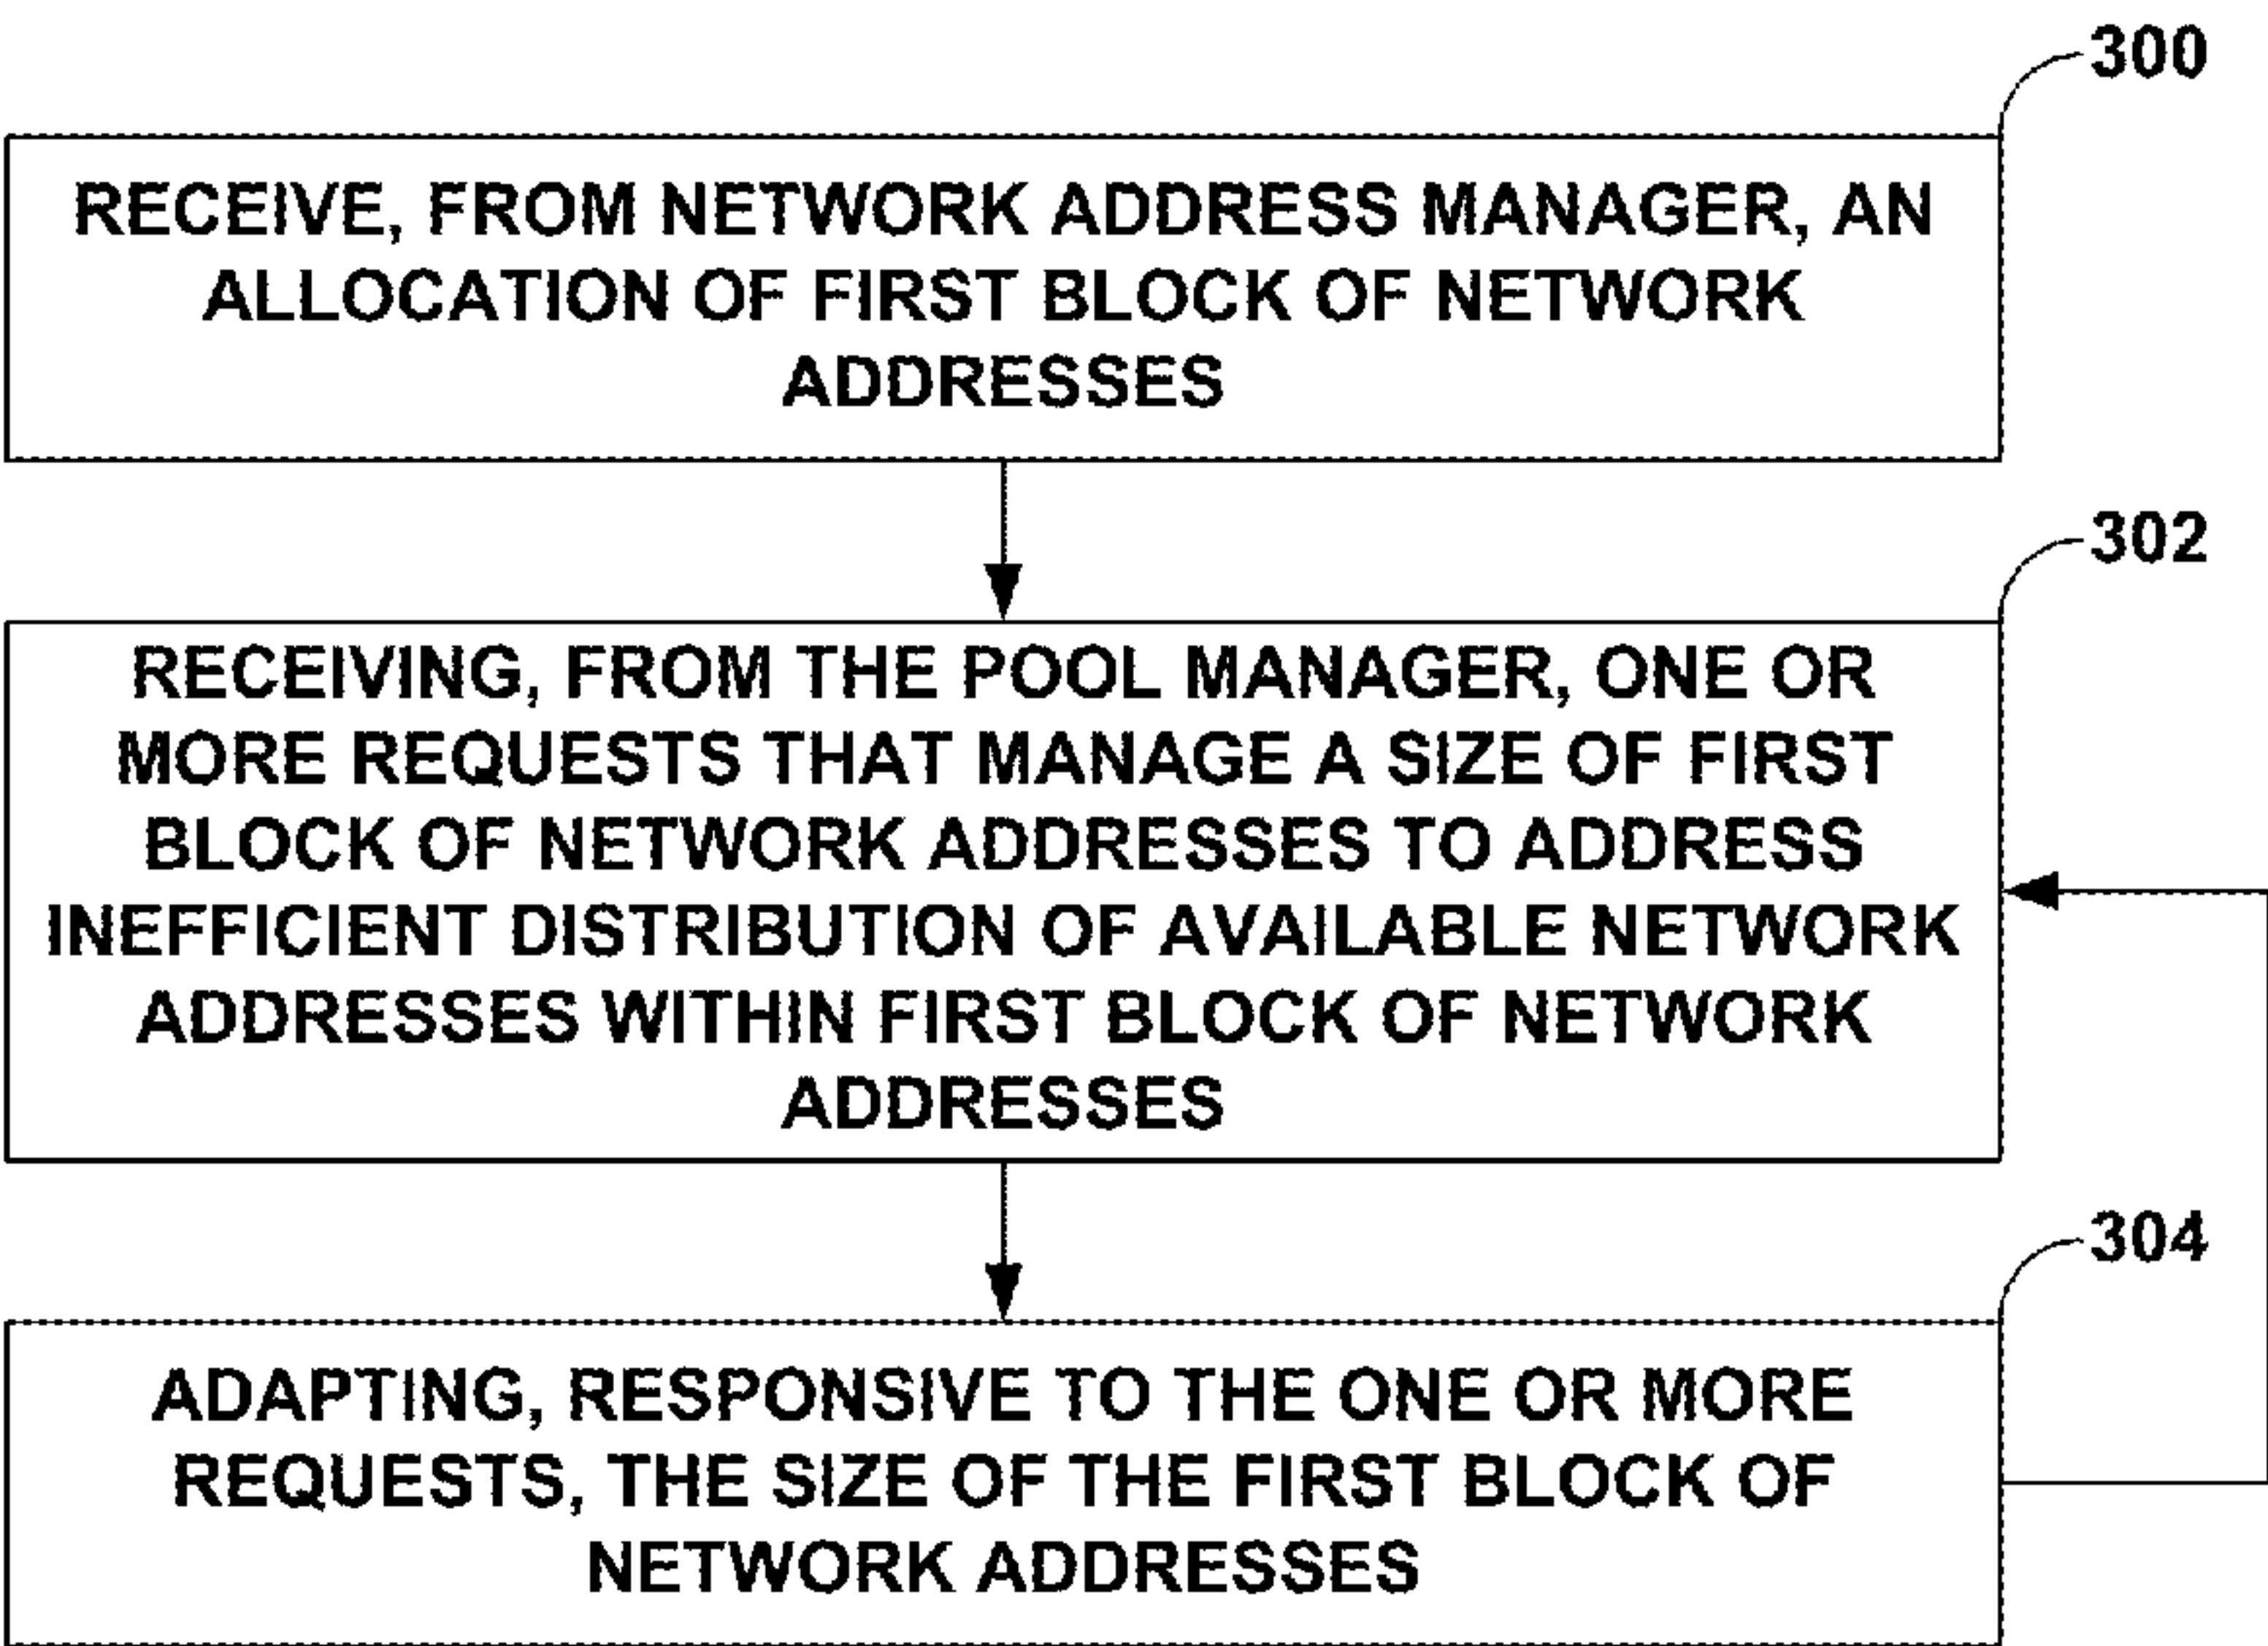 300
RECEIVE, FROM NETWORK ADDRESS MANAGER, AN
ALLOCATION OF FIRST BLOCK OF NETWORK
ADDRESSES
302
RECEIVING, FROM THE POOL MANAGER, ONE OR
MORE REQUESTS THAT MANAGE A SIZE OF FIRST
BLOCK OF NETWORK ADDRESSES TO ADDRESS
INEFFICIENT DISTRIBUTION OF AVAILABLE NETWORK
ADDRESSES WITHIN FIRST BLOCK OF NETWORK
ADDRESSES
304
ADAPTING, RESPONSIVE TO THE ONE OR MORE
REQUESTS, THE SIZE OF THE FIRST BLOCK OF
NETWORK ADDRESSES